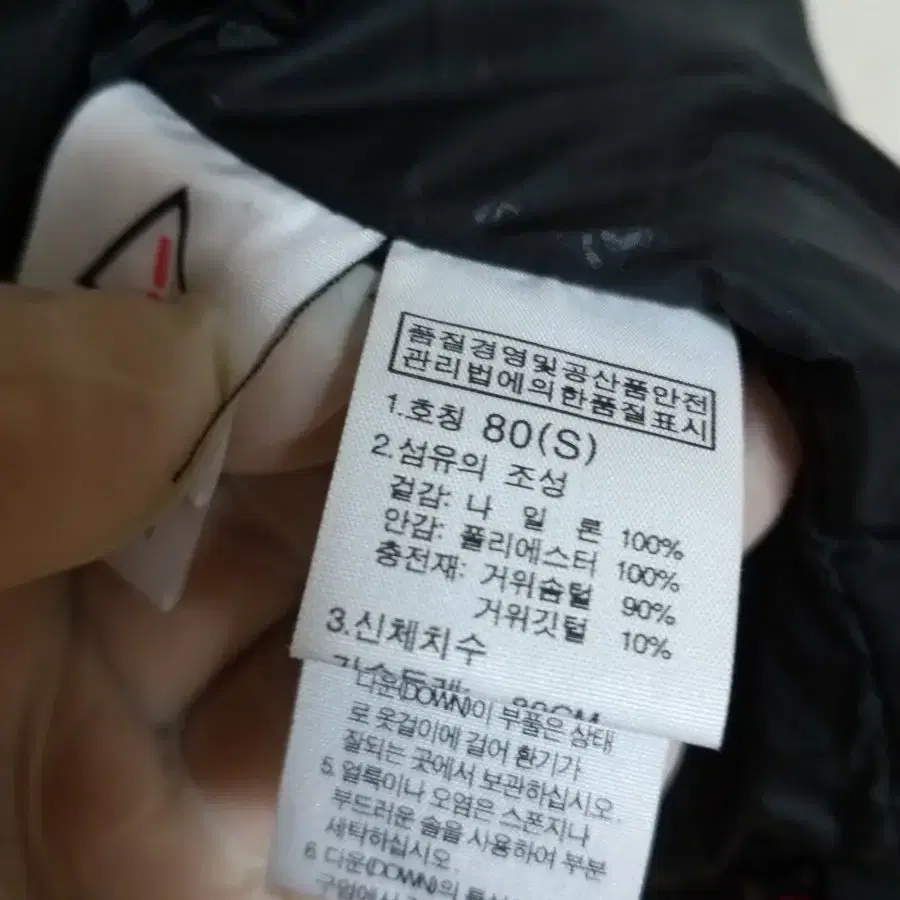 품질경영및공산품안전
관리법에의한품질표시
1.호칭 80(S)
2.섬유의 조성
겉감: 나 일 론 100%
안감: 폴리에스터 100%
충전재: 거위솜털 90%
거위깃털 10%
3.신체치수
다운(DOWN)이 부풀은 상태
로 옷걸이에 걸어 환기가
잘되는 곳에서 보관하십시오.
5. 얼룩이나 오염은 스폰지나
부드러운 솔을 사용하여 부분
세탁하십시오.
6. 다운(DOWN)의